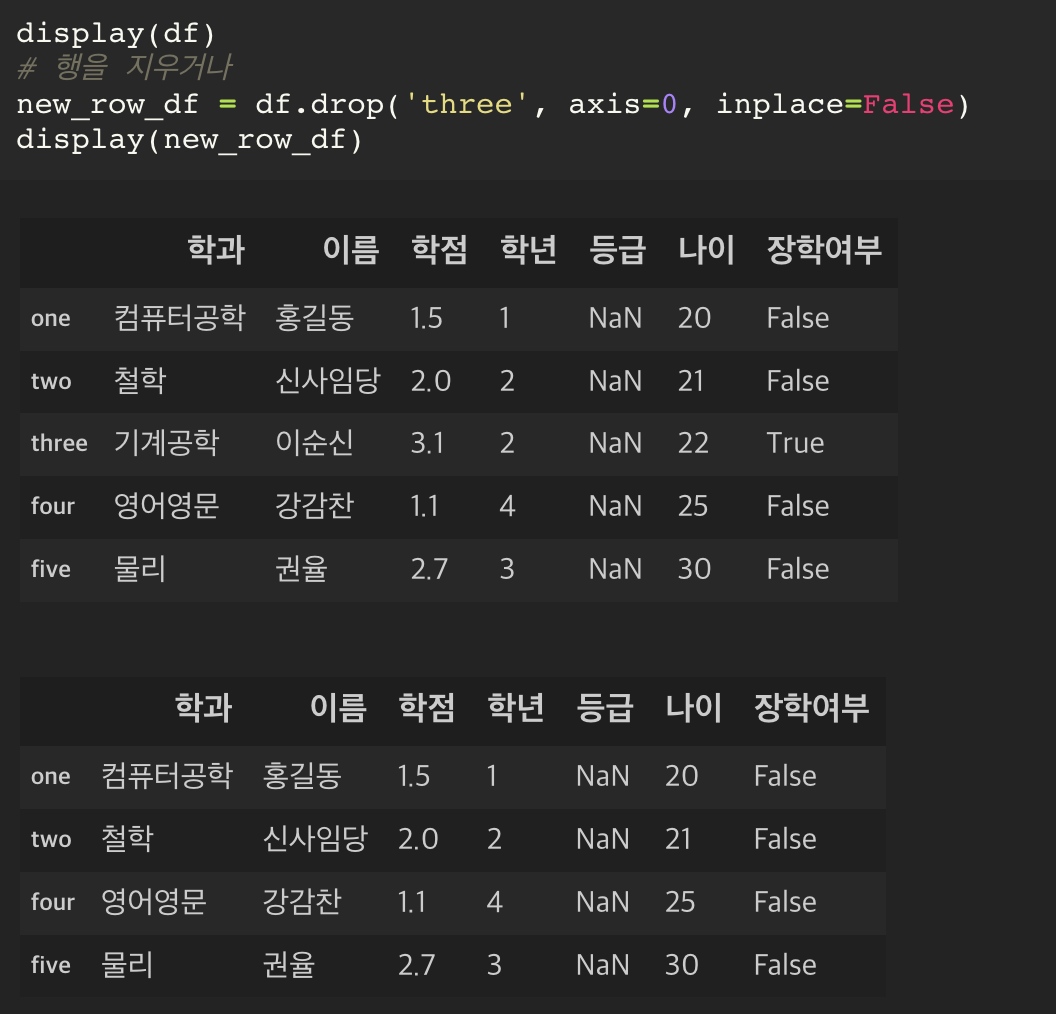 display(df)
# 행을 지우거나
new_row_df = df.drop('three', axis=0, inplace=False)
display(new_row_df)
학과 이름 학점 학년 등급 나이 장학여부
one 컴퓨터공학 홍길동 1.5 1 NaN 20 False
two 철학 신사임당 2.0 2 NaN 21 False
three 기계공학 이순신 3.1 2 NaN 22 True
four 영어영문 강감찬 1.1 4 NaN 25 False
five 물리 권율 2.7 3 NaN 30 False
학과 이름 학점 학년 등급 나이 장학여부
one 컴퓨터공학 홍길동 1.5 1 NaN 20 False
two 철학 신사임당 2.0 2 NaN 21 False
four 영어영문 강감찬 1.1 4 NaN 25 False
five 물리 권율 2.7 3 NaN 30 False